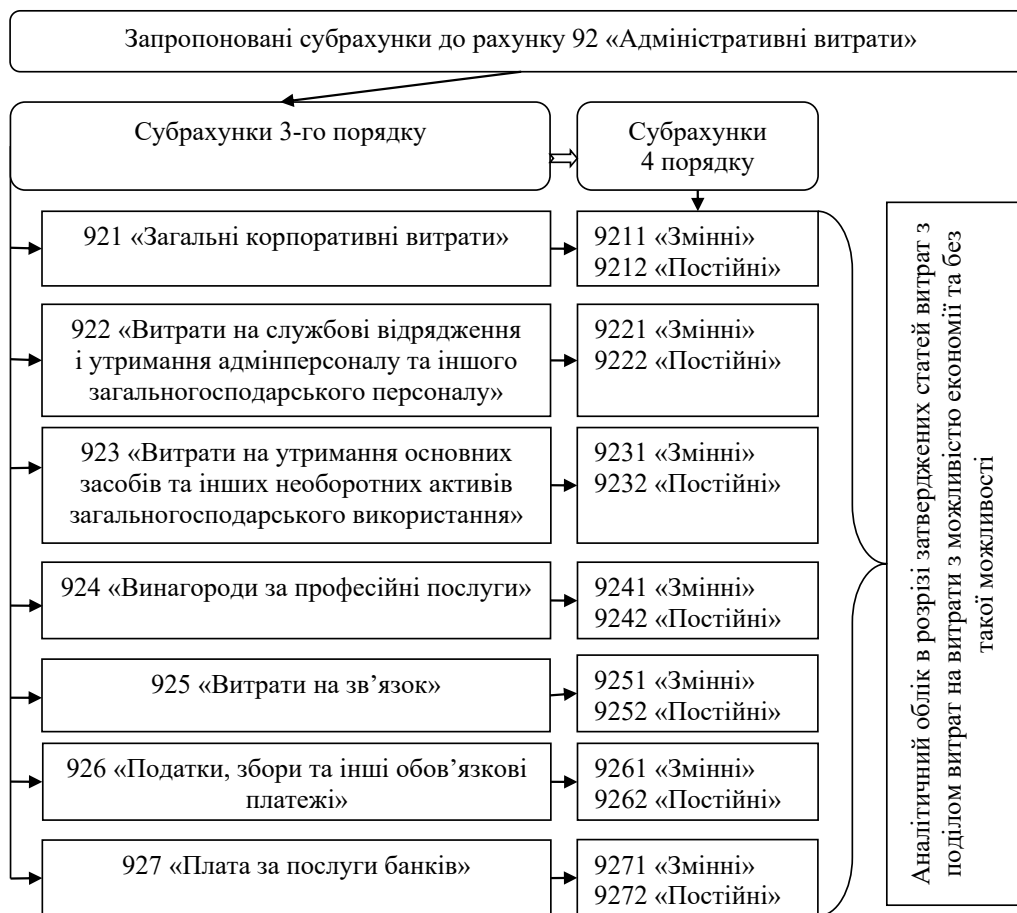 Запропоновані субрахунки до рахунку 92 «Адміністративні витрати»
Субрахунки 3-го порядку
Субрахунки
4 порядку
921 «Загальні корпоративні витрати»
9211 «Змінні»
9212 «Постійні»
922 «Витрати на службові відрядження
і утримання адмінперсоналу та іншого
загальногосподарського персоналу»
9221 «Змінні»
9222 «Постійні»
923 «Витрати на утримання основних
засобів та інших необоротних активів
загальногосподарського використання»
9231 «Змінні»
9232 «Постійні»
924 «Винагороди за професійні послуги»
9241 «Змінні»
9242 «Постійні»
925 «Витрати на зв’язок»
9251 «Змінні»
9252 «Постійні»
926 «Податки, збори та інші обов’язкові
платежі»
9261 «Змінні»
9262 «Постійні»
927 «Плата за послуги банків»
9271 «Змінні»
9272 «Постійні»
Аналітичний облік в розрізі затверджених статей витрат з
поділом витрат на витрати з можливістю економії та без
такої можливості